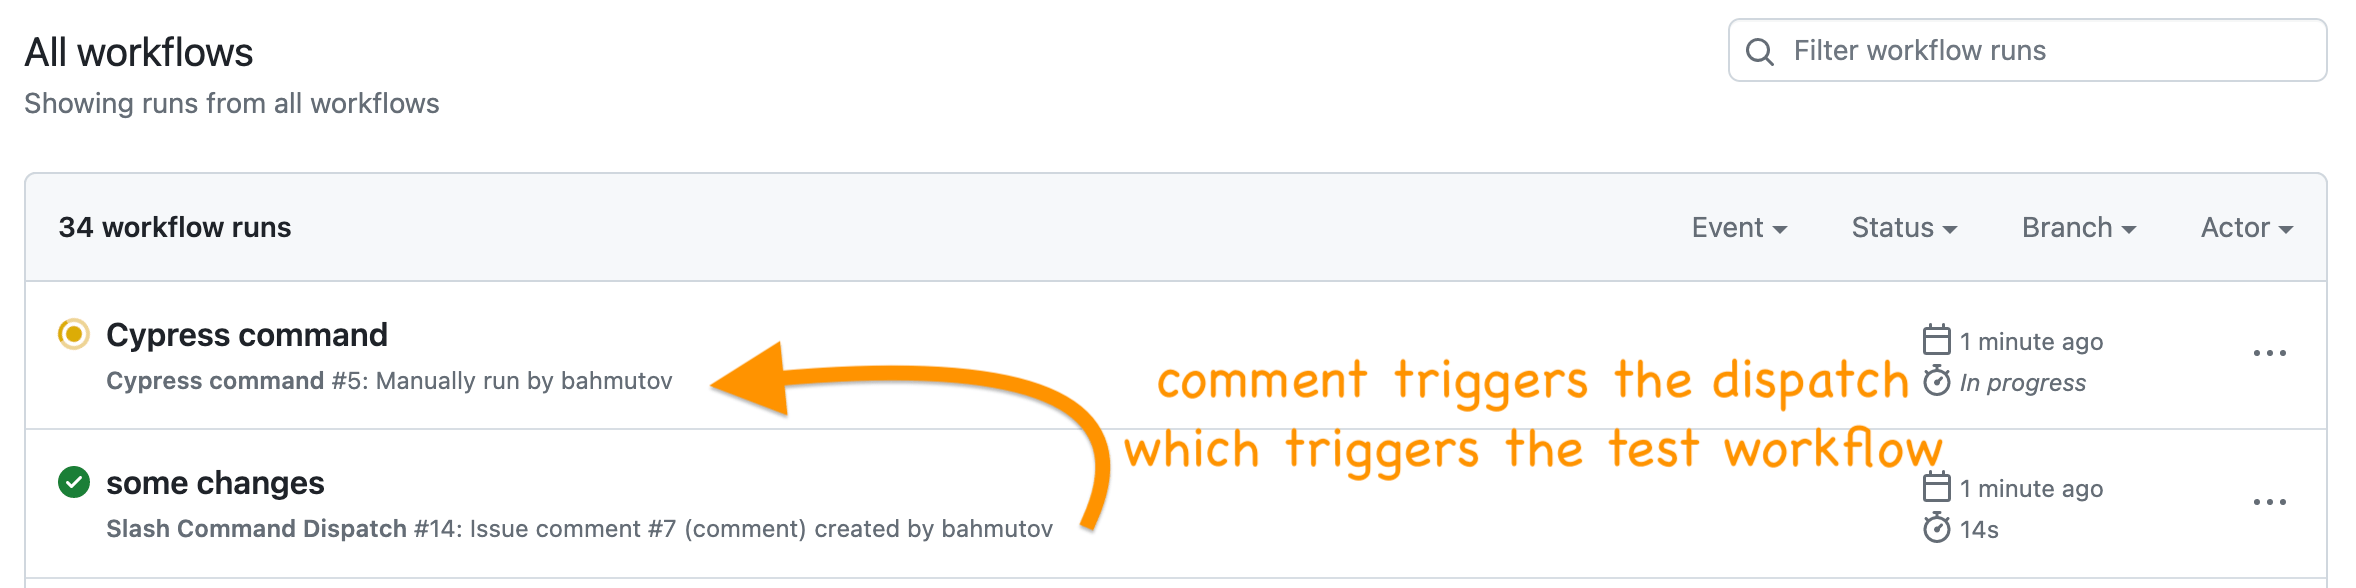 All workflows
Filter workflow runs
Showing runs from all workflows
34 workflow runs
Event
Status
Branch
Actor
Cypress command
1 minute ago
Cypress command #5: Manually run by bahmutov
comment triggers the dispatch
In progress
which triggers the test workflow
some changes
1 minute ago
Slash Command Dispatch #14: Issue comment #7 (comment) created by bahmutov
14s